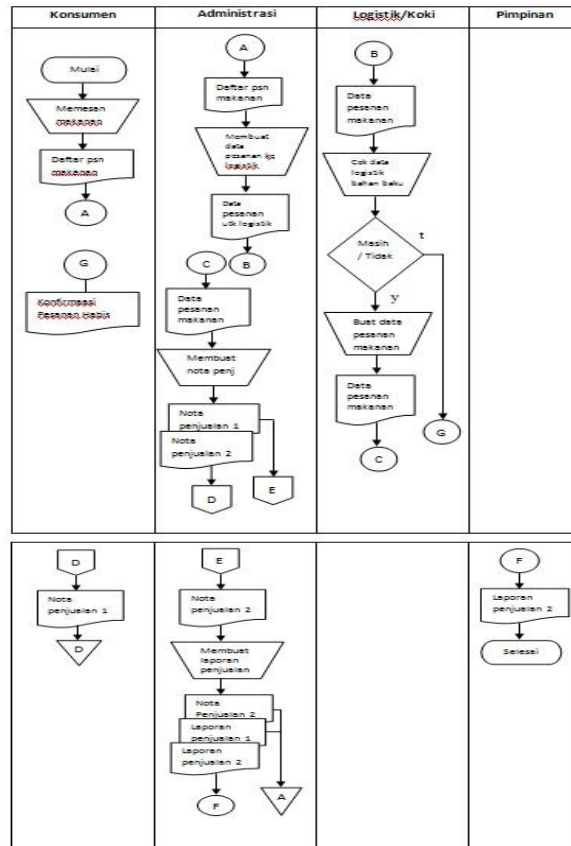 Konsumen
Administrasi
Logistik/Koki
Pimpinan
Mulai
Memesan
makanan
Daftar psn
makanan
A
G
Konfirmaasi
Pesanan Habis
A
Daftar psn
makanan
Membuat
data
pesanan ke
logistik
Data
pesanan
utk logistik
B
C
Data
pesanan
makanan
Membuat
nota penj
Nota
penjualan 1
Nota
penjualan 2
D
E
B
Data
pesanan
makanan
Cek data
logistik
bahan baku
Masih
/ Tidak
t
y
Buat data
pesanan
makanan
Data
pesanan
makanan
C
G
D
Nota
penjualan 1
D
E
Nota
penjualan 2
Membuat
laporan
penjualan
Nota
Penjualan 2
Laporan
penjualan 1
Laporan
penjualan 2
F
A
F
Laporan
penjualan 2
Selesai